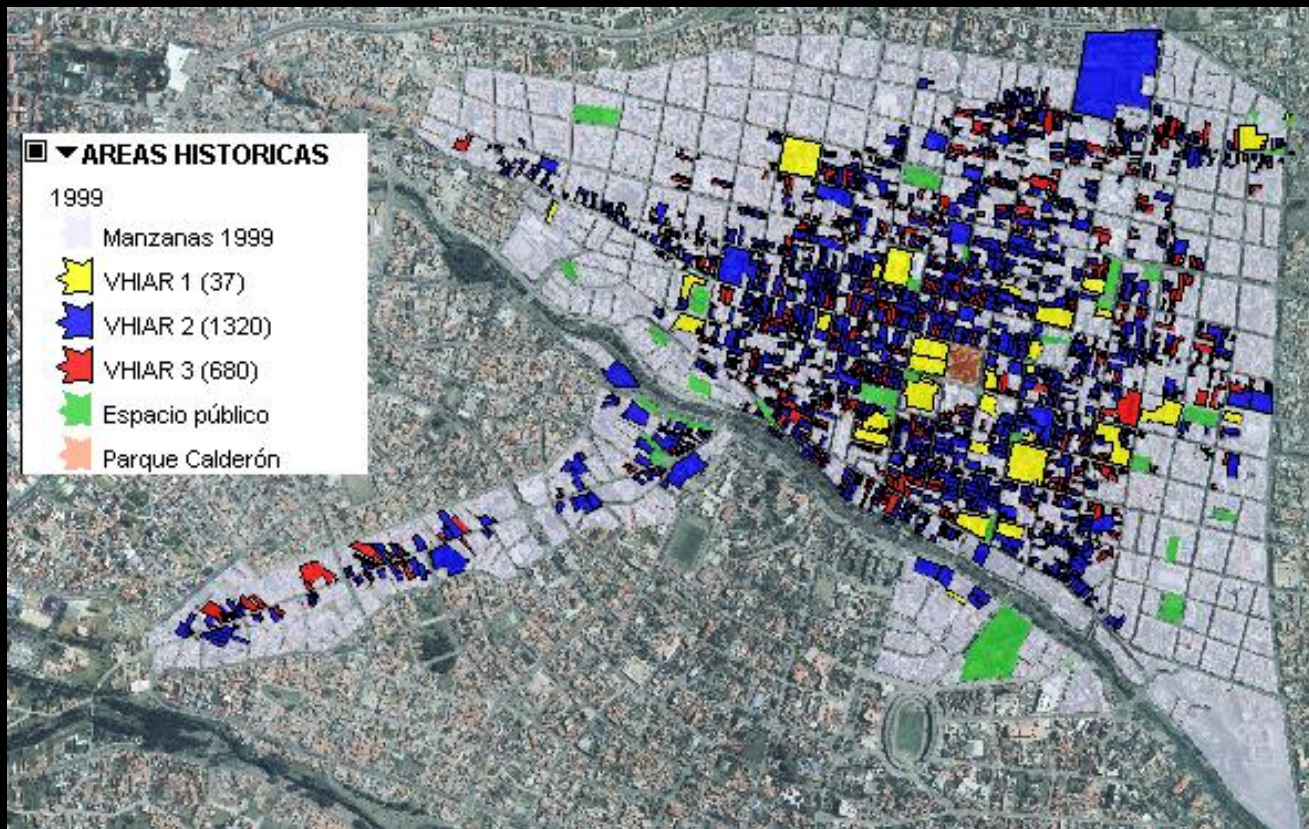 AREAS HISTORICAS
1999
Manzanas 1999
VHIAR 1 (37)
VHIAR 2 (1320)
VHIAR 3 (680)
Espacio público
Parque Calderón